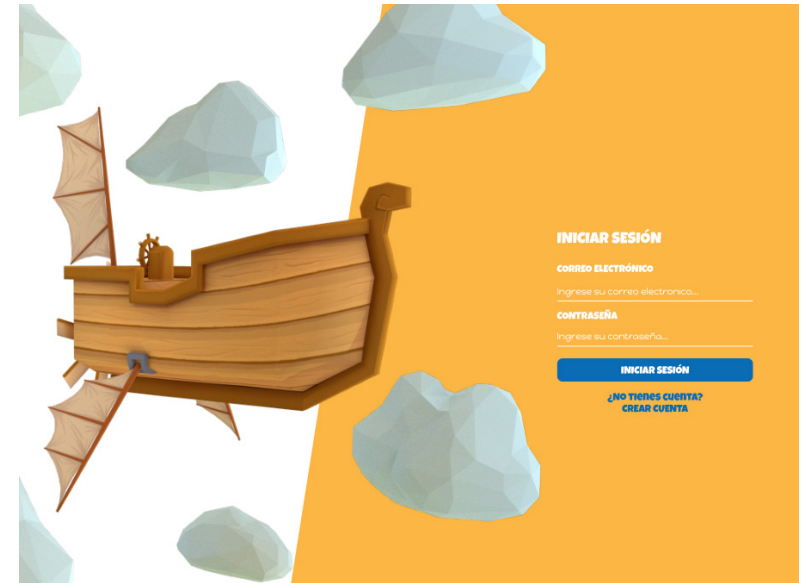 INICIAR SESIÓN
CORREO ELECTRÓNICO
Ingrese su correo electronico...
CONTRASEÑA
Ingrese su contraseña...
INICIAR SESIÓN
¿NO TIENES CUENTA?
CREAR CUENTA